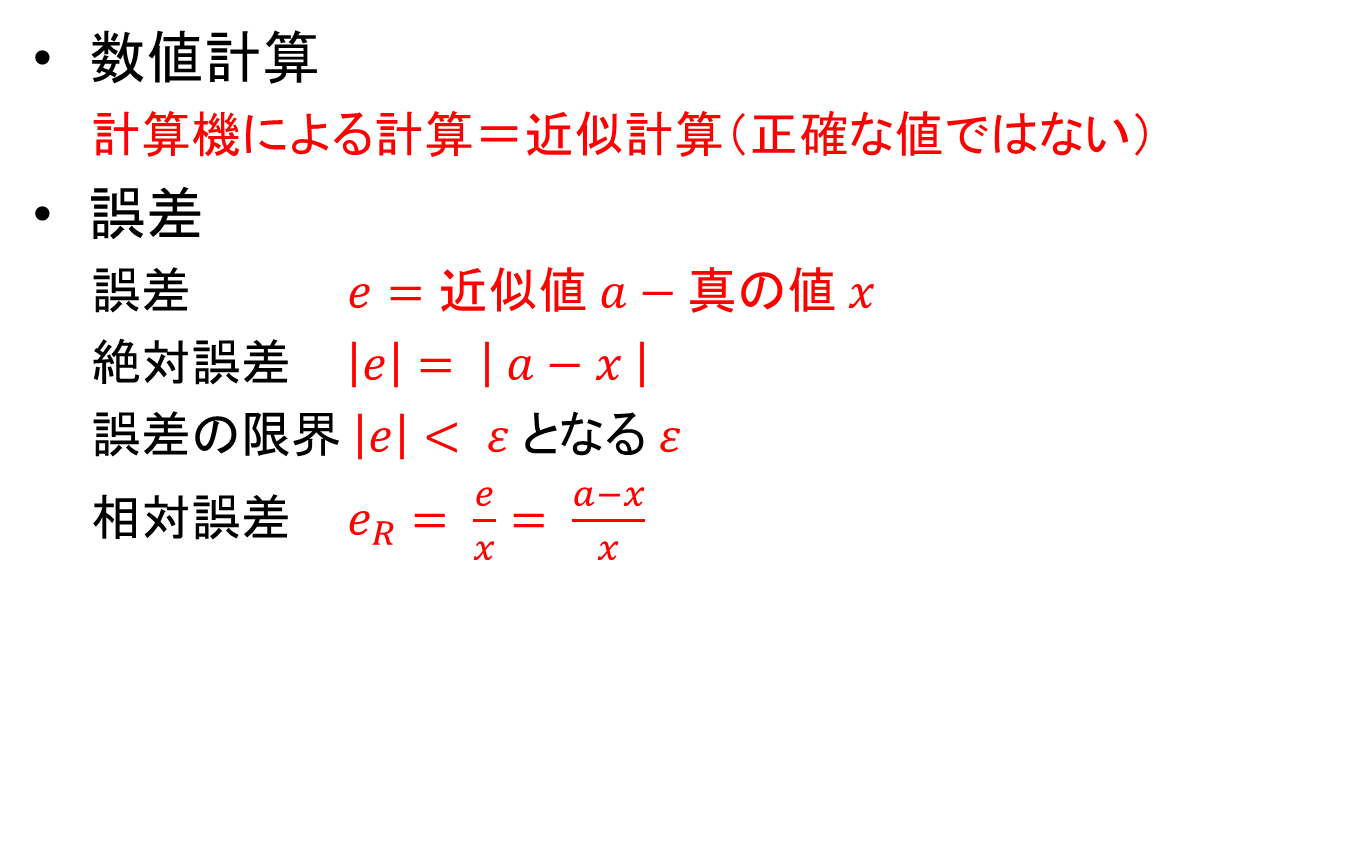 • 数値計算
計算機による計算＝近似計算（正確な値ではない）
• 誤差
誤差 e = 近似値 a − 真の値 x
絶対誤差 |e| = | a − x |
誤差の限界 |e| < ε となる ε
相対誤差 e_R = e/x = a−x/x